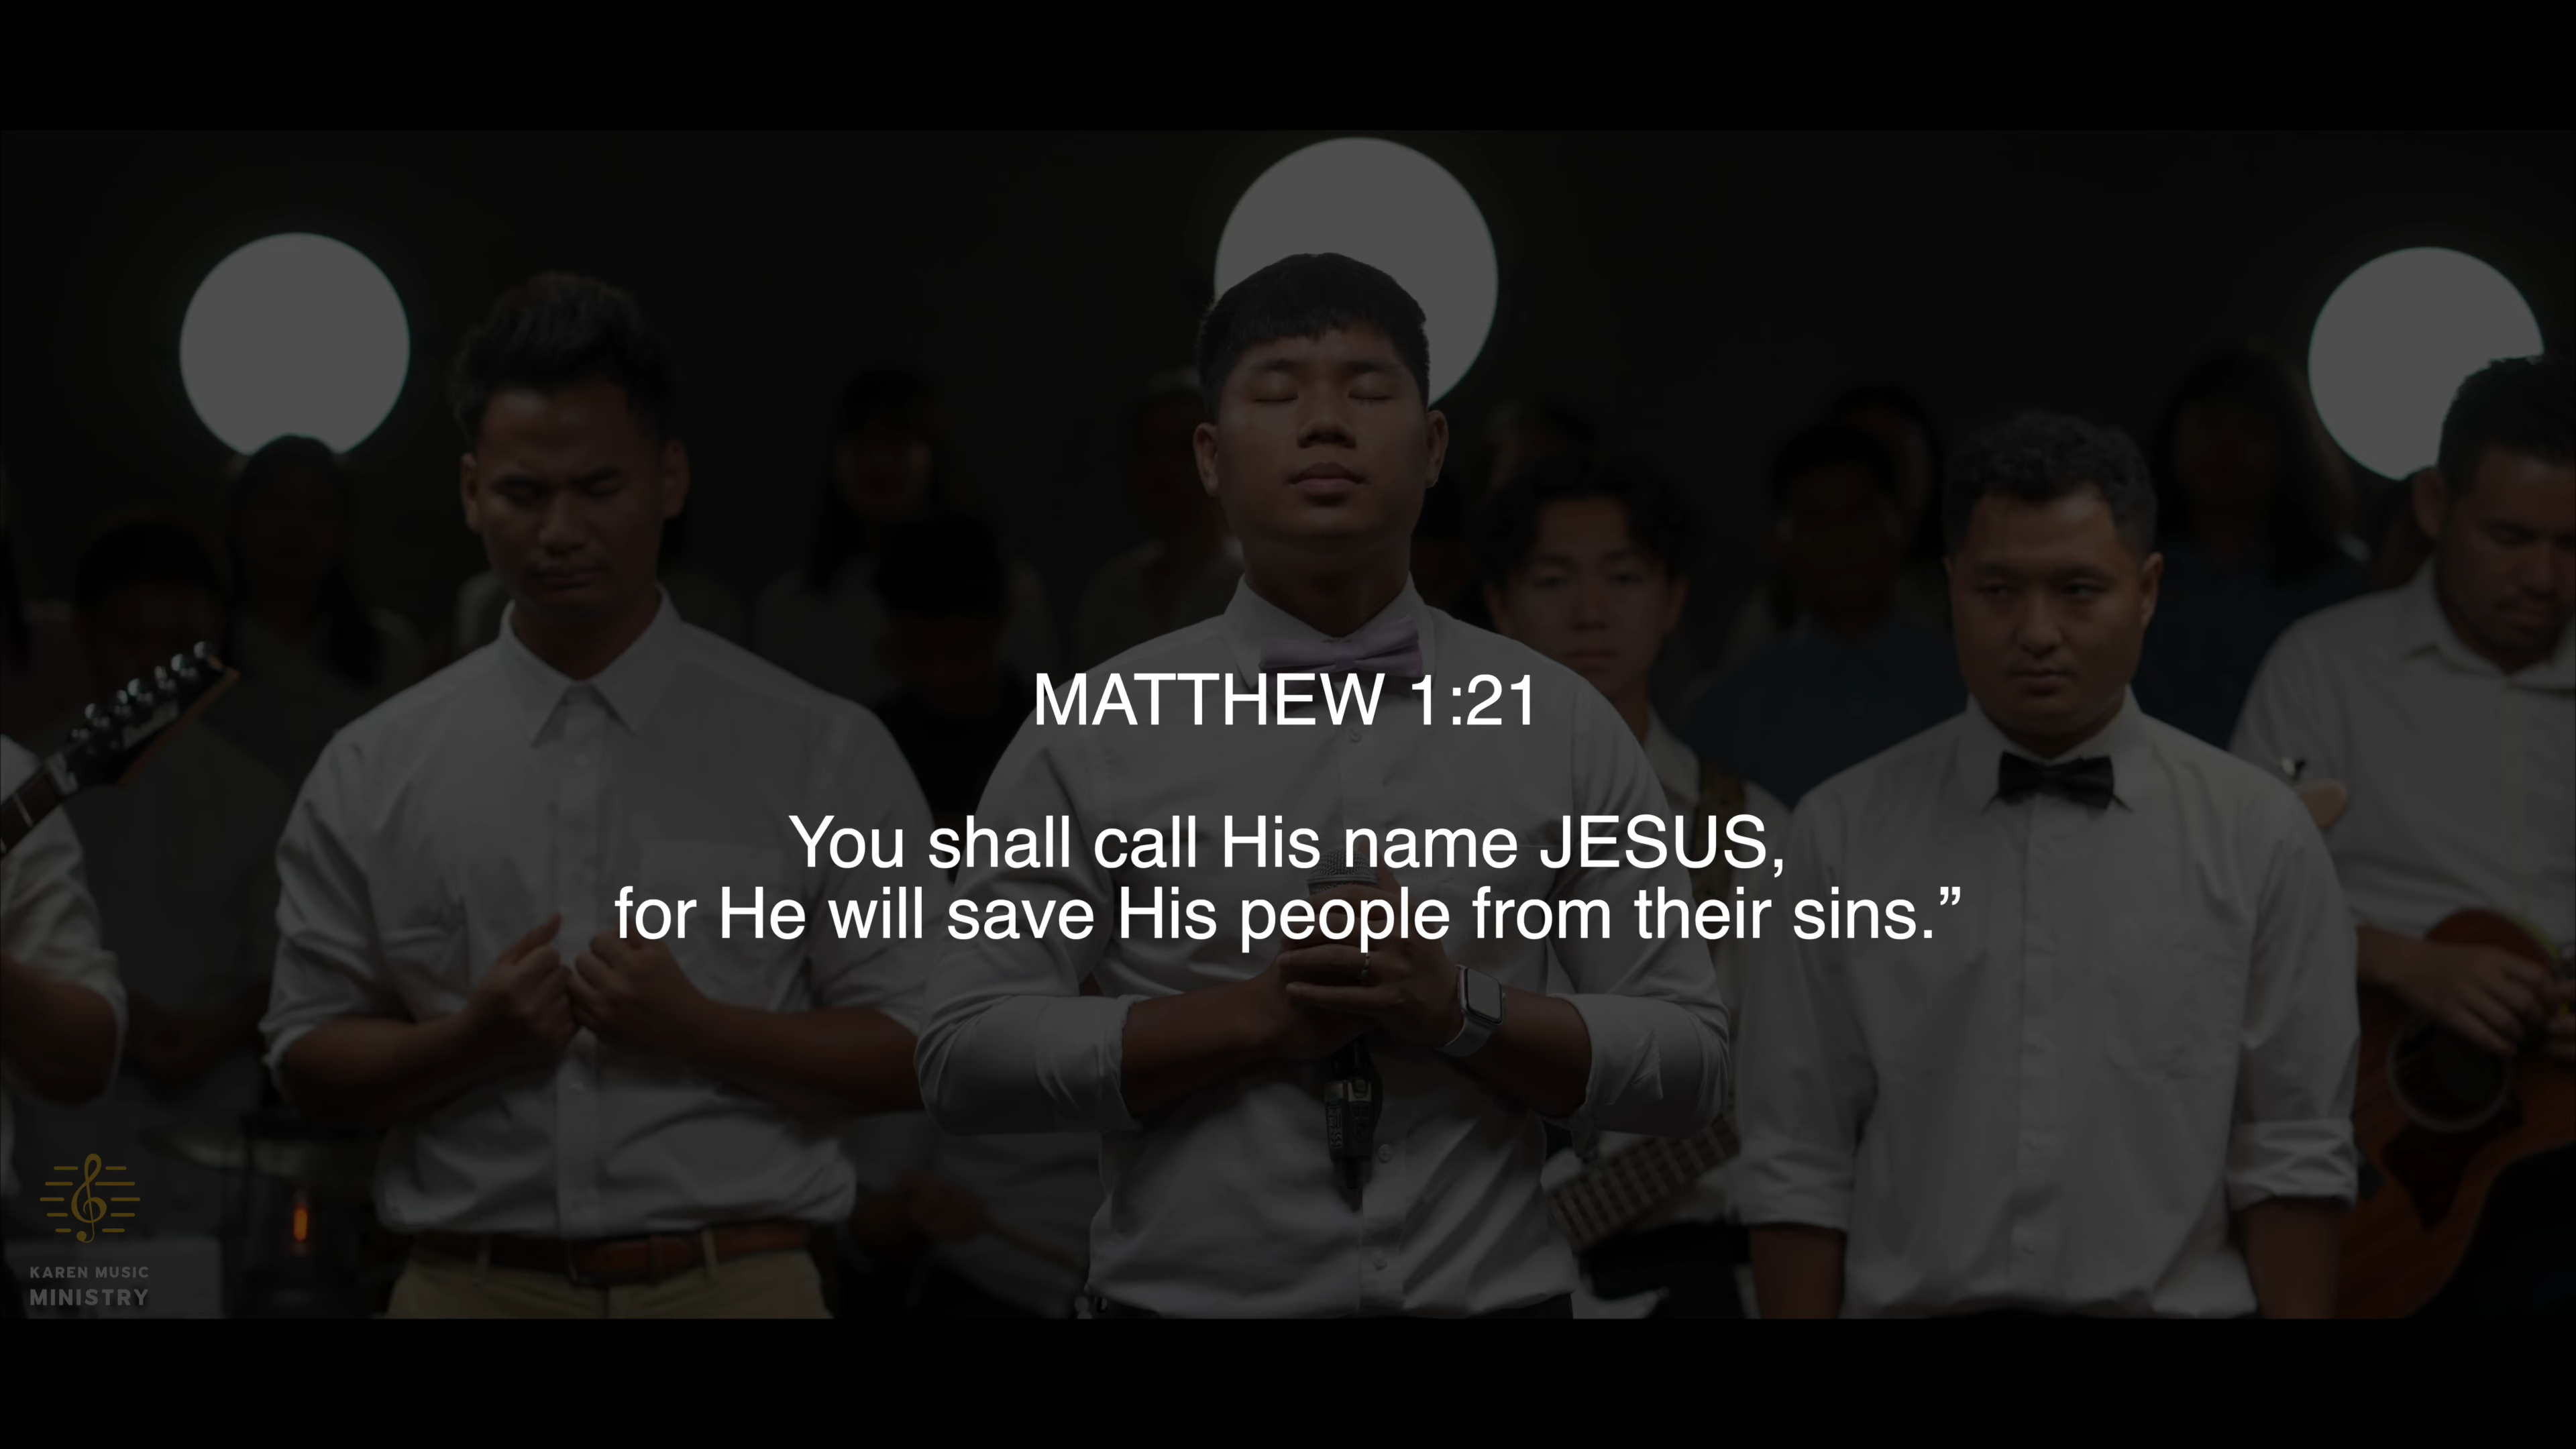 MATTHEW 1:21
You shall call His name JESUS,
for He will save His people from their sins.”
KAREN MUSIC
MINISTRY